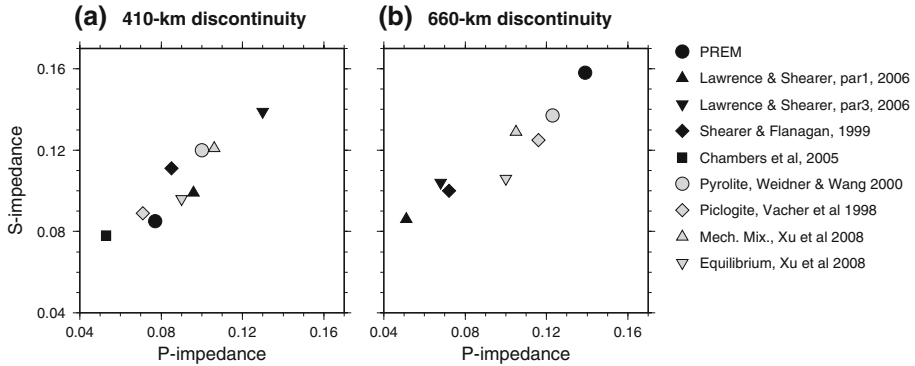 (a) 410-km discontinuity
(b) 660-km discontinuity
S-impedance
0.16
0.12
0.08
0.04
0.04 0.08 0.12 0.16
P-impedance
0.04 0.08 0.12 0.16
P-impedance
PREM
Lawrence & Shearer, par1, 2006
Lawrence & Shearer, par3, 2006
Shearer & Flanagan, 1999
Chambers et al, 2005
Pyrolite, Weidner & Wang 2000
Piclogite, Vacher et al 1998
Mech. Mix., Xu et al 2008
Equilibrium, Xu et al 2008